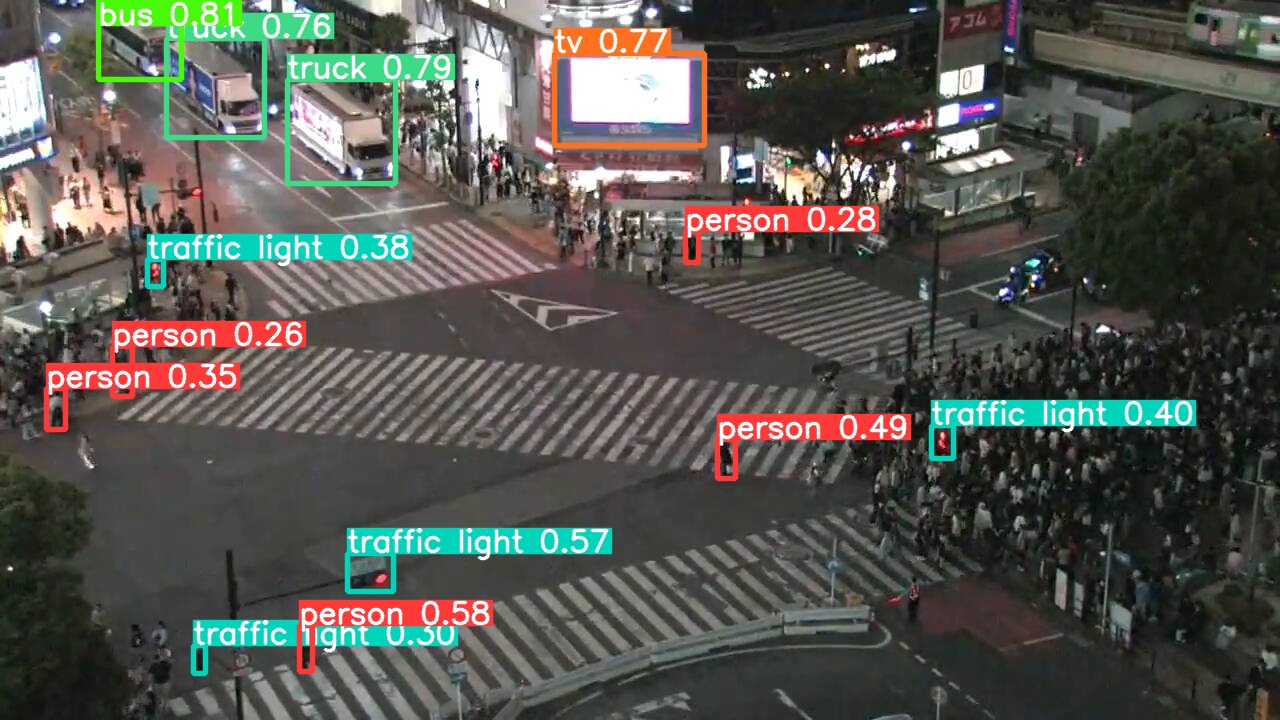 bus 0.81
truck 0.76
truck 0.79
tv 0.77
アコム
person 0.28
traffic light 0.38
person 0.26
person 0.35
traffic light 0.40
person 0.49
traffic light 0.57
person 0.58
traffic light 0.30